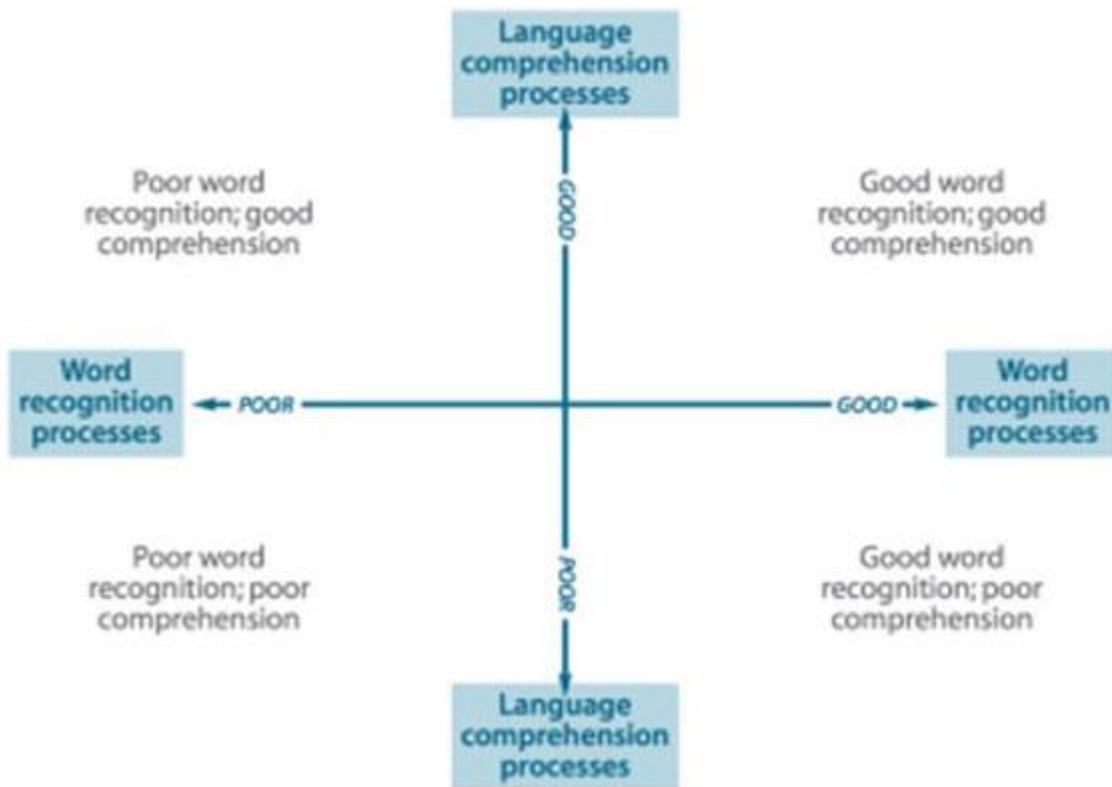 Language
comprehension
processes
GOOD
Poor word
recognition; good
comprehension
Good word
recognition; good
comprehension
Word
recognition
processes
POOR
GOOD
Word
recognition
processes
Poor word
recognition; poor
comprehension
POOR
Good word
recognition; poor
comprehension
Language
comprehension
processes